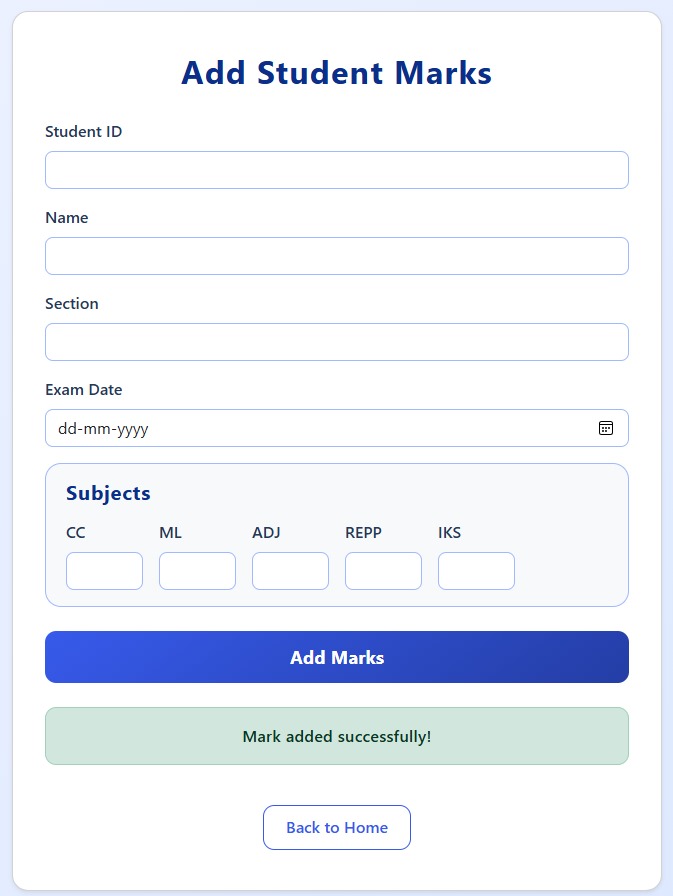 Add Student Marks
Student ID
Name
Section
Exam Date
dd-mm-yyyy
Subjects
CC ML ADJ REPP IKS
Add Marks
Mark added successfully!
Back to Home